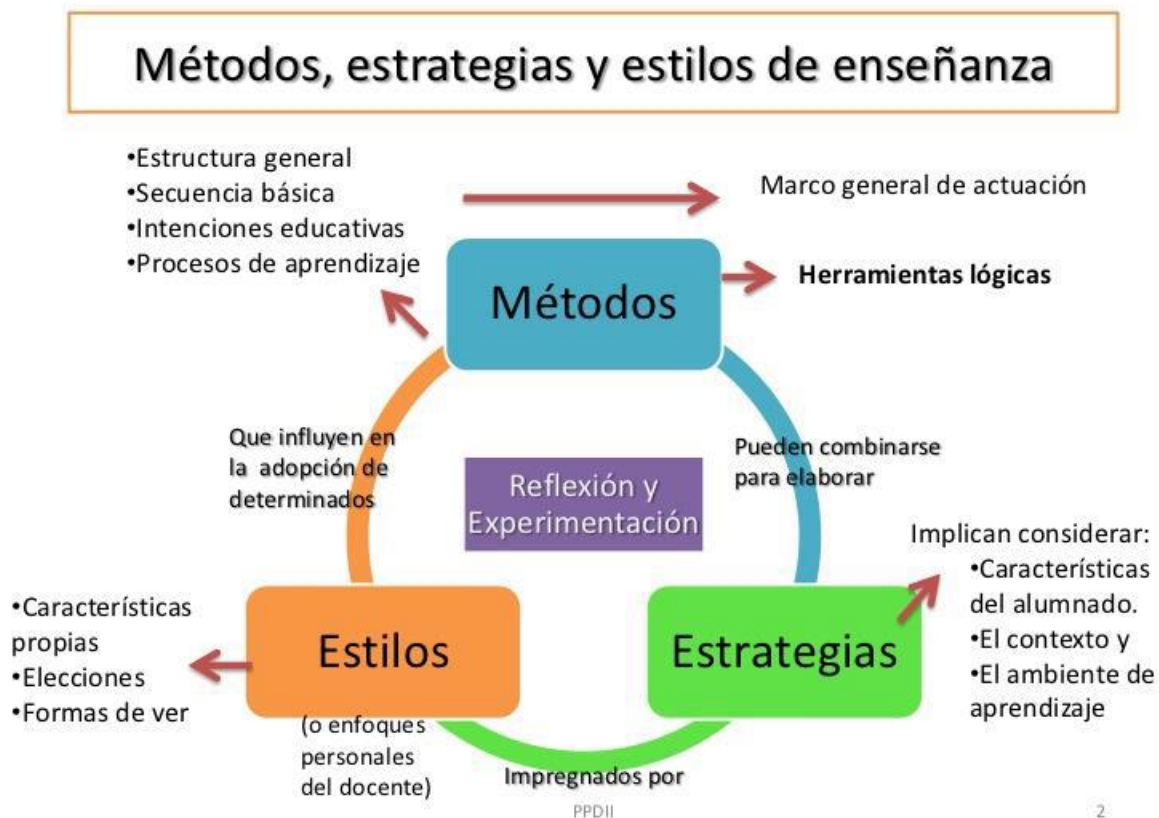 Métodos, estrategias y estilos de enseñanza
•Estructura general
•Secuencia básica
•Intenciones educativas
•Procesos de aprendizaje
Marco general de actuación
Herramientas lógicas
Métodos
Que influyen en
la adopción de
determinados
Pueden combinarse
para elaborar
Reflexión y
Experimentación
Implican considerar:
•Características
del alumnado.
•El contexto y
•El ambiente de
aprendizaje
•Características
propias
•Elecciones
•Formas de ver
Estilos
Estrategias
(o enfoques
personales
del docente)
Impregnados por
PPDII
2